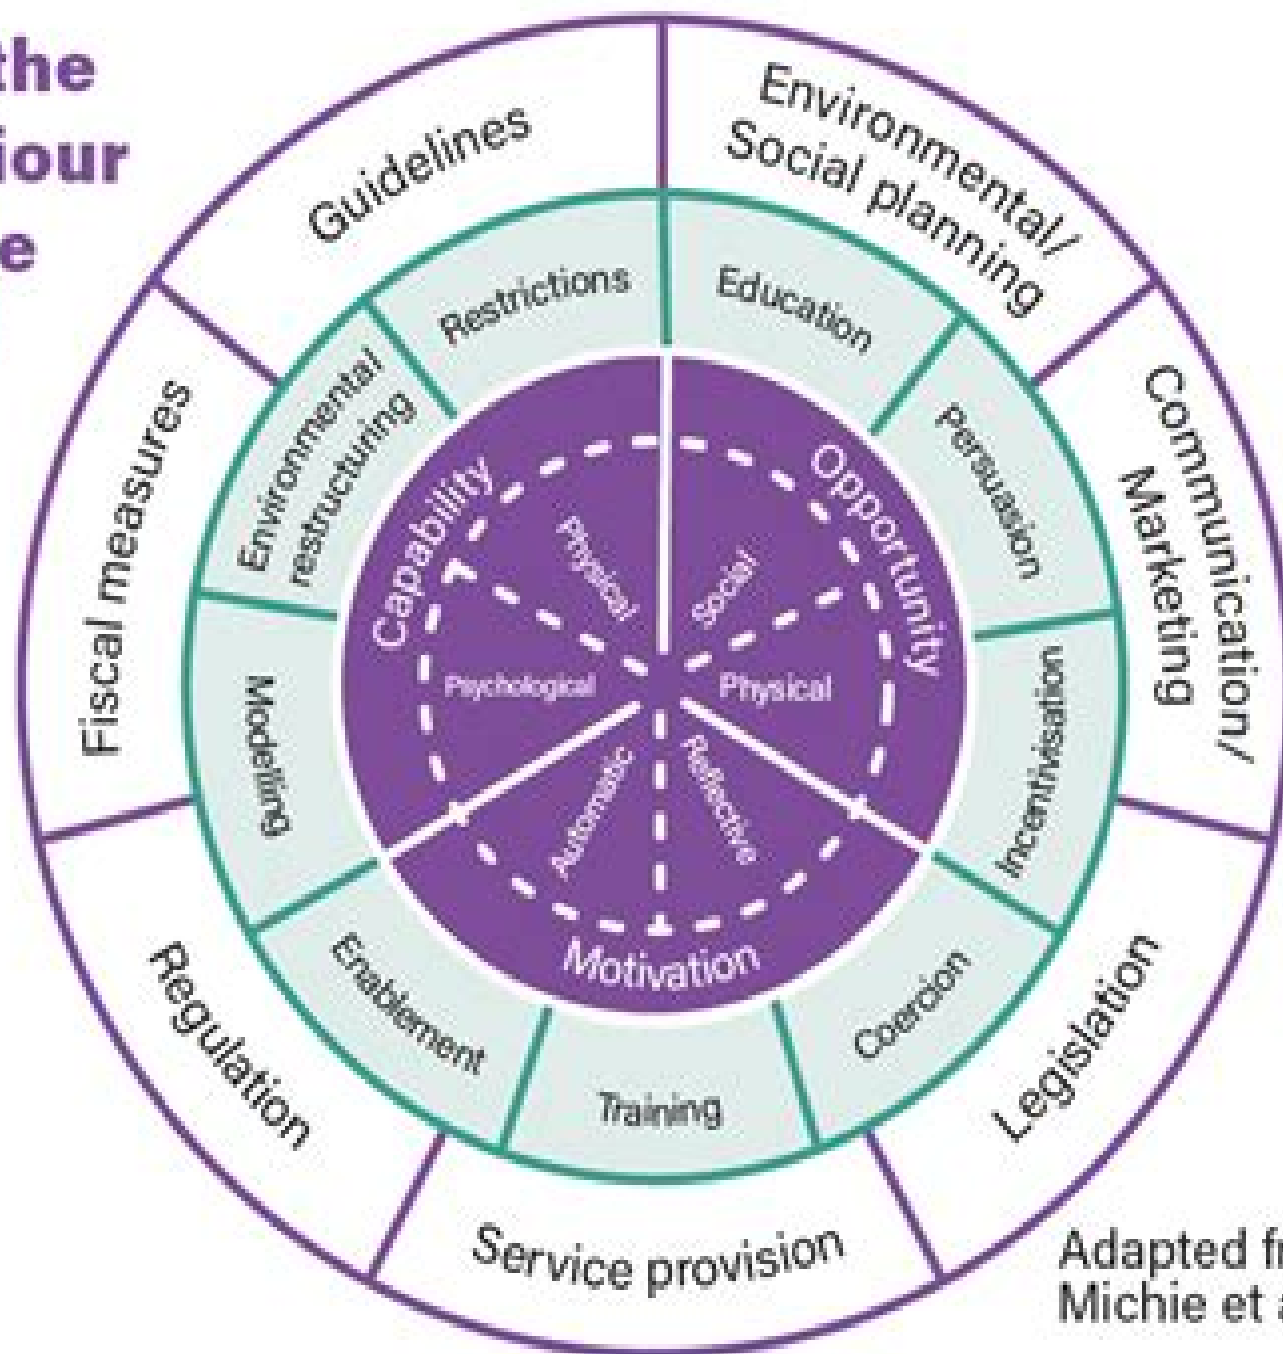 the
iour
e
Guidelines
Environmental/
Social planning
Communication/
Marketing
Legislation
Service provision
Regulation
Fiscal measures
Restrictions
Education
Persuasion
Incentivisation
Coercion
Training
Enablement
Modelling
Environmental
restructuring
Capability
Opportunity
Motivation
Physical
Social
Physical
Reflective
Automatic
Psychological
Adapted fr
Michie et a